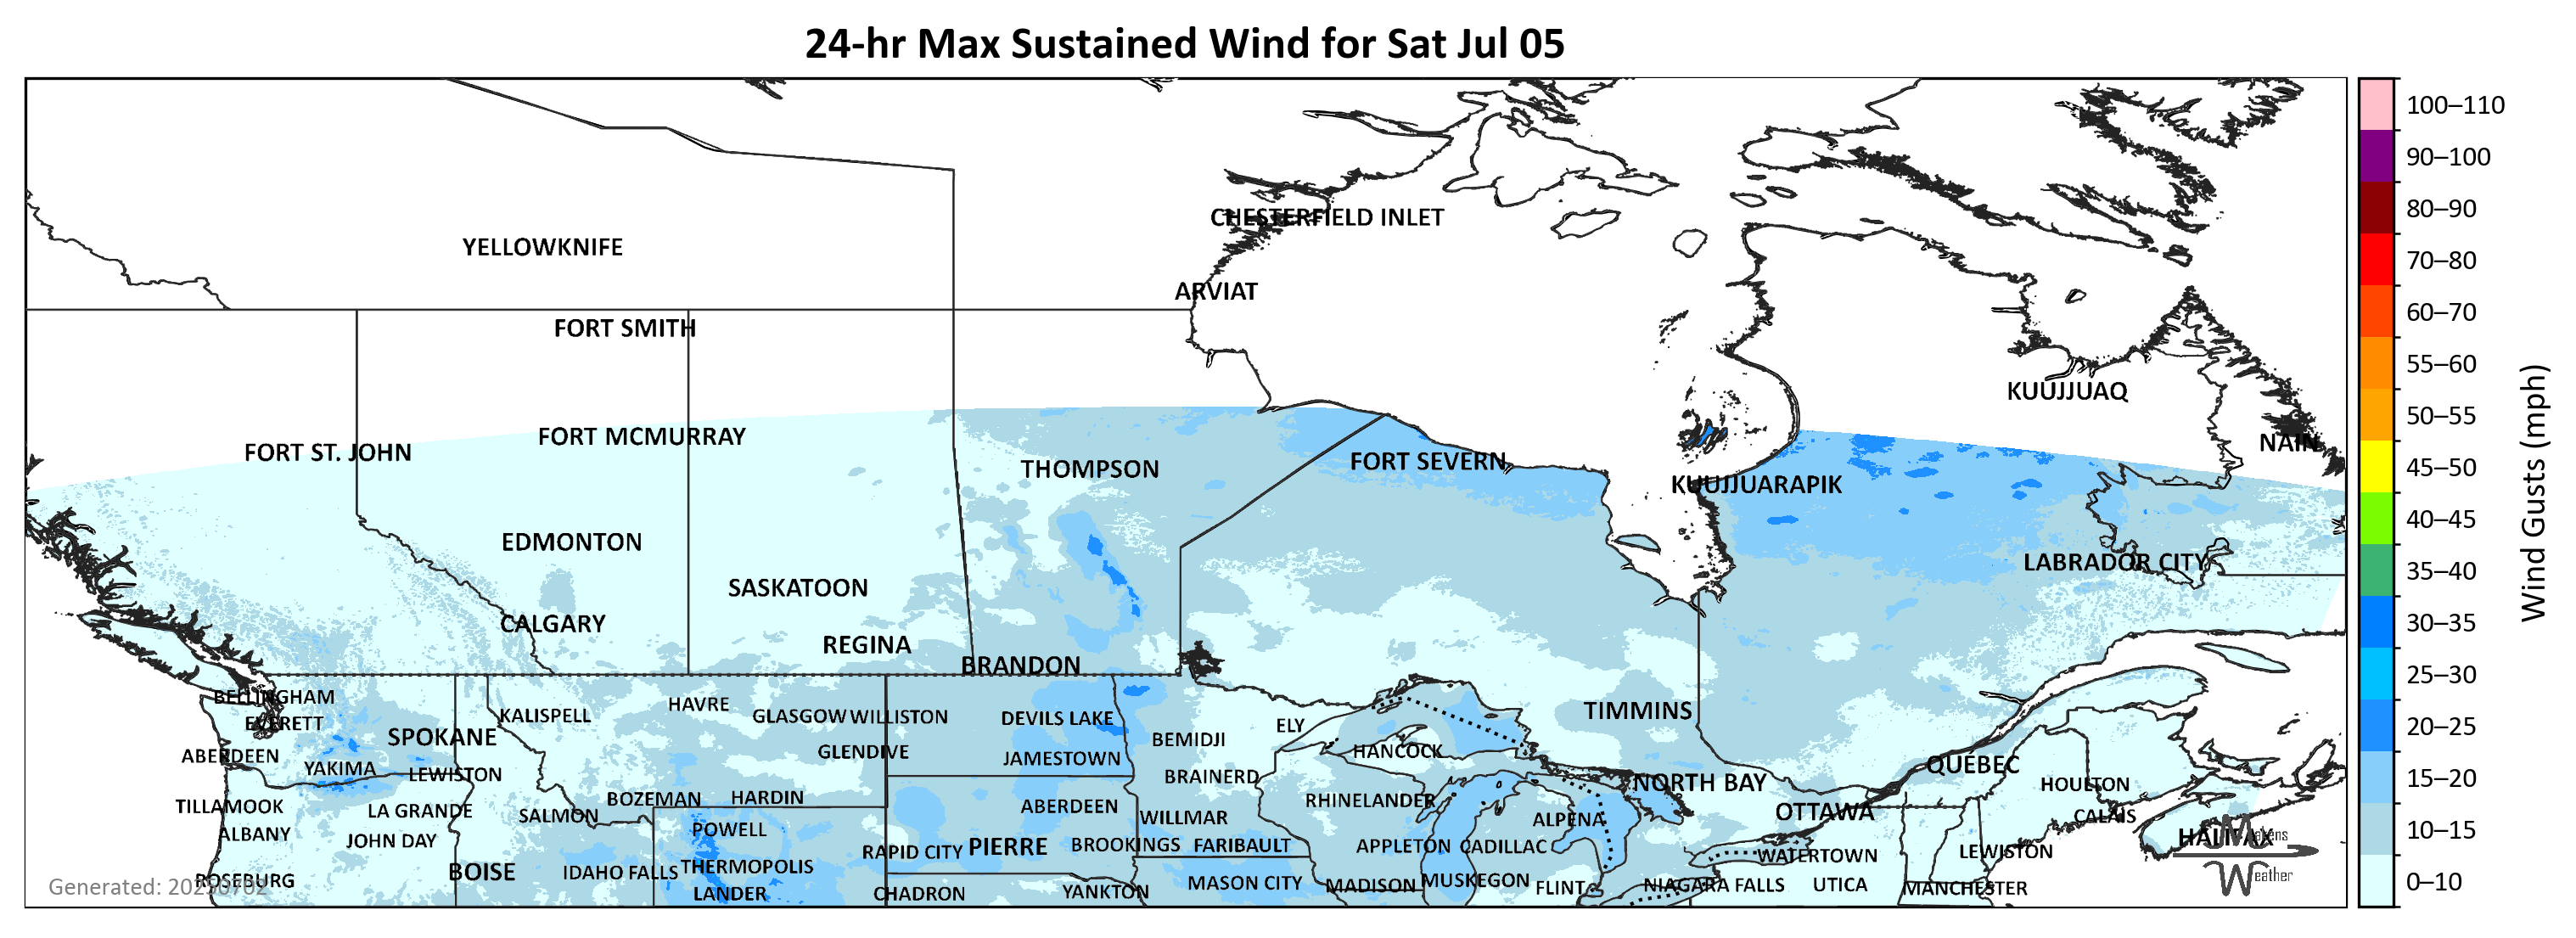 24-hr Max Sustained Wind for Sat Jul 05
100–110
90–100
80–90
70–80
60–70
55–60
50–55
45–50
40–45
35–40
30–35
25–30
20–25
15–20
10–15
0–10
Wind Gusts (mph)
CHESTERFIELD INLET
YELLOWKNIFE
ARVIAT
FORT SMITH
KUUJJUAQ
FORT MCMURRAY
NAIN
FORT ST. JOHN
FORT SEVERN
THOMPSON
KUUJJUARAPIK
EDMONTON
LABRADOR CITY
SASKATOON
CALGARY
REGINA
BRANDON
BELLINGHAM
HAVRE
TIMMINS
KALISPELL
GLASGOW
WILLISTON
DEVILS LAKE
EVERETT
ELY
SPOKANE
BEMIDJI
HANCOCK
GLENDIVE
ABERDEEN
JAMESTOWN
QUÉBEC
YAKIMA
LEWISTON
BRAINERD
NORTH BAY
HOULTON
BOZEMAN
HARDIN
RHINELANDER
TILLAMOOK
ABERDEEN
LA GRANDE
OTTAWA
SALMON
CALAIS
WILLMAR
ALPENA
POWELL
ALBANY
HALIFAX
JOHN DAY
BROOKINGS
FARIBAULT
APPLETON
CADILLAC
PIERRE
RAPID CITY
LEWISTON
WATERTOWN
THERMOPOLIS
BOISE
IDAHO FALLS
ROSEBURG
MUSKEGON
MASON CITY
MADISON
NIAGARA FALLS
UTICA
FLINT
MANCHESTER
LANDER
CHADRON
YANKTON
Generated: 20250702
Weather